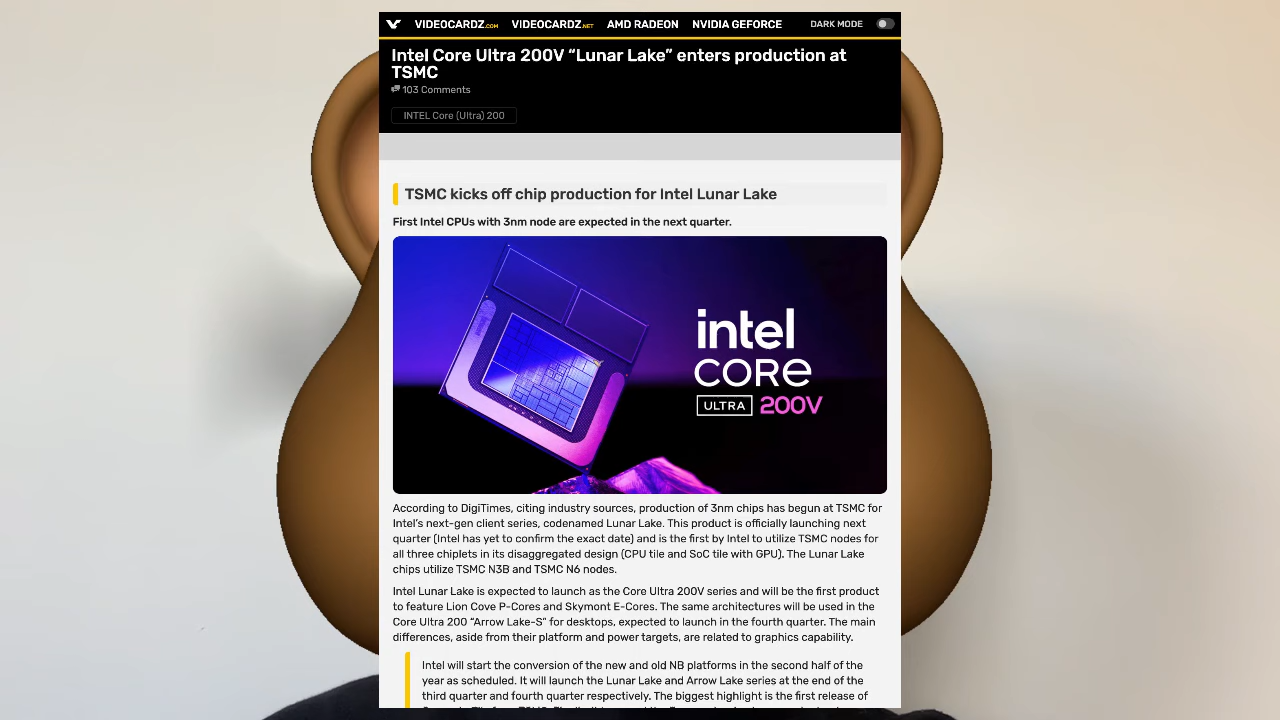 VIDEOCARDZ.COM VIDEOCARDZ.NET AMD RADEON NVIDIA GEFORCE DARK MODE
Intel Core Ultra 200V “Lunar Lake” enters production at
TSMC
103 Comments
INTEL Core (Ultra) 200
TSMC kicks off chip production for Intel Lunar Lake
First Intel CPUs with 3nm node are expected in the next quarter.
intel
CORE
ULTRA 200V
According to DigiTimes, citing industry sources, production of 3nm chips has begun at TSMC for
Intel’s next-gen client series, codenamed Lunar Lake. This product is officially launching next
quarter (Intel has yet to confirm the exact date) and is the first by Intel to utilize TSMC nodes for
all three chiplets in its disaggregated design (CPU tile and SoC tile with GPU). The Lunar Lake
chips utilize TSMC N3B and TSMC N6 nodes.
Intel Lunar Lake is expected to launch as the Core Ultra 200V series and will be the first product
to feature Lion Cove P-Cores and Skymont E-Cores. The same architectures will be used in the
Core Ultra 200 “Arrow Lake-S” for desktops, expected to launch in the fourth quarter. The main
differences, aside from their platform and power targets, are related to graphics capability.
Intel will start the conversion of the new and old NB platforms in the second half of the
year as scheduled. It will launch the Lunar Lake and Arrow Lake series at the end of the
third quarter and fourth quarter respectively. The biggest highlight is the first release of